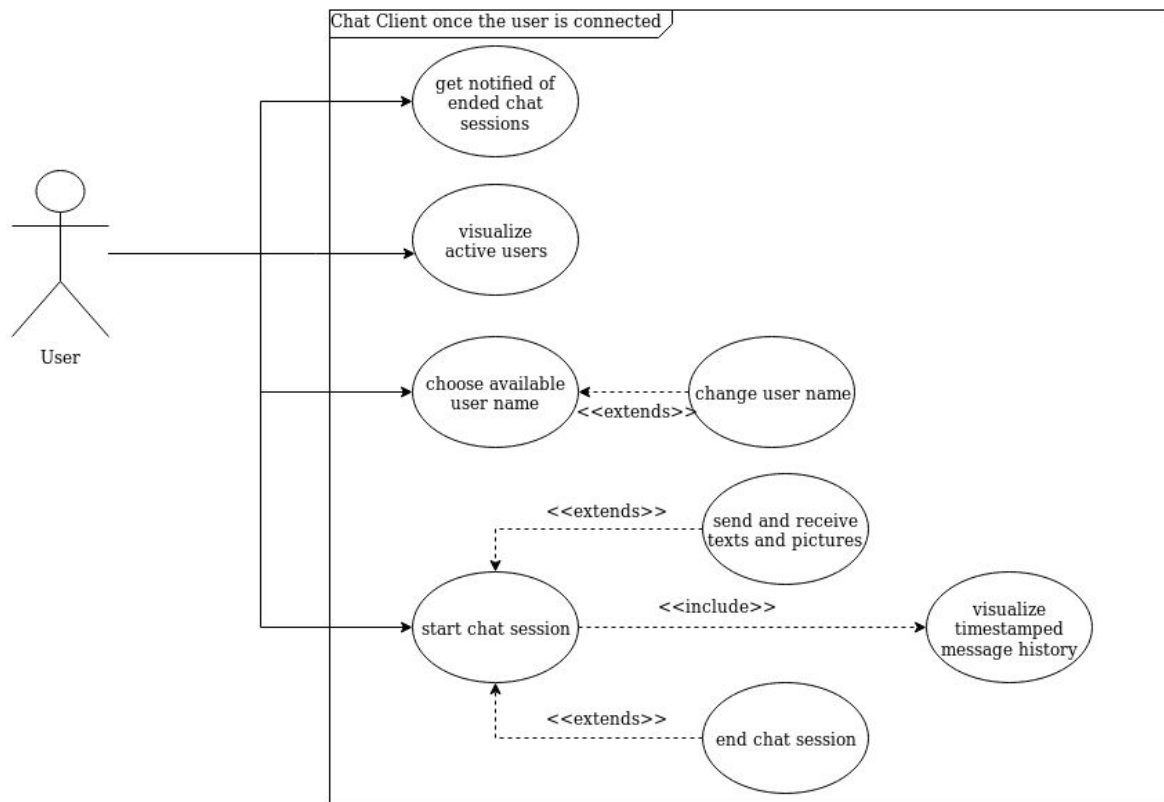 Chat Client once the user is connected
get notified of
ended chat
sessions
visualize
active users
User
choose available
user name
change user name
<<extends>>
<<extends>>
send and receive
texts and pictures
start chat session
<<include>>
visualize
timestamped
message history
<<extends>>
end chat session